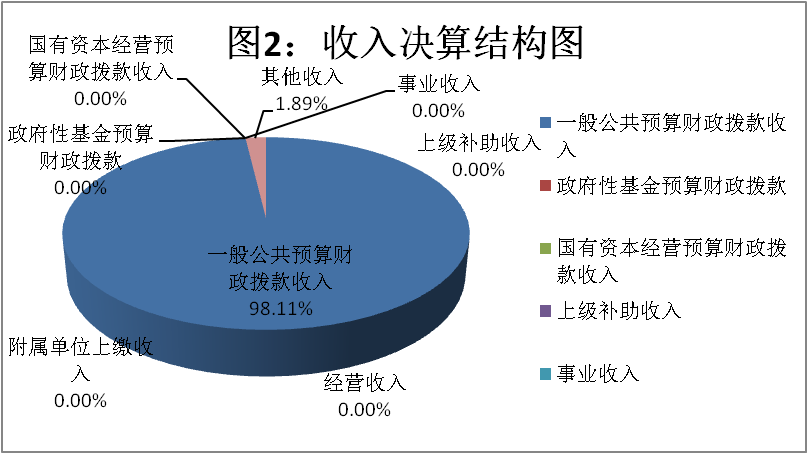 图2：收入决算结构图
国有资本经营预
算财政拨款收入
0.00%
其他收入
1.89%
事业收入
0.00%
政府性基金预算
财政拨款
0.00%
上级补助收入
0.00%
一般公共预算财
政拨款收入
98.11%
附属单位上缴收
入
0.00%
经营收入
0.00%
一般公共预算财政拨款收
入
政府性基金预算财政拨款
国有资本经营预算财政拨
款收入
上级补助收入
事业收入